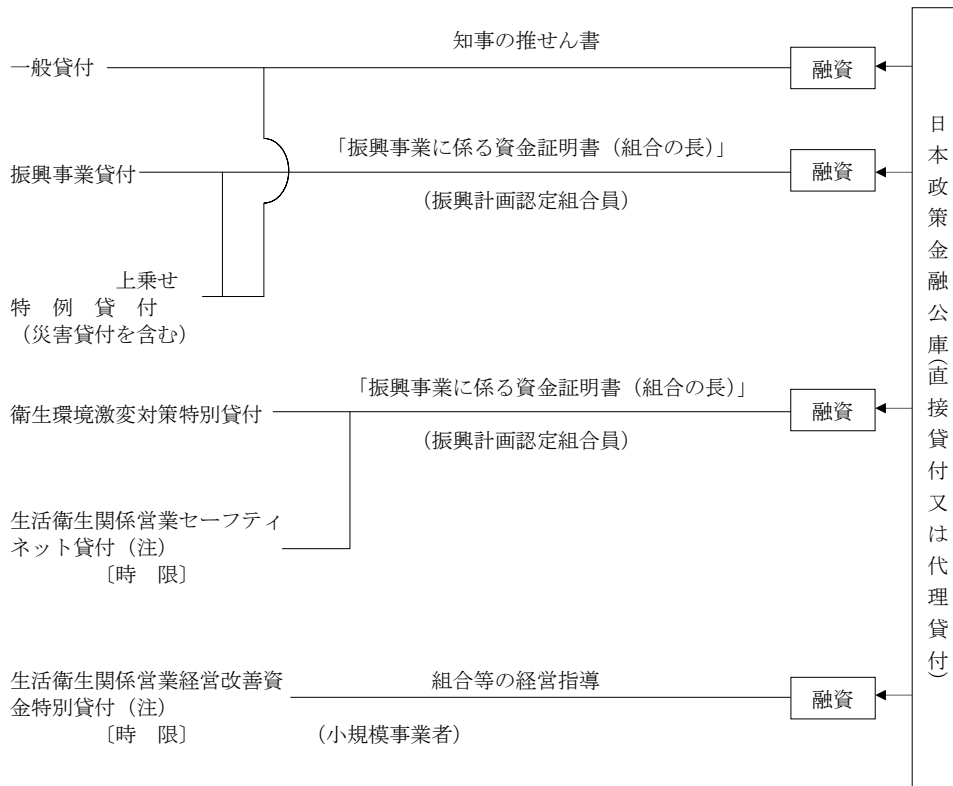 知事の推せん書
一般貸付
融資
「振興事業に係る資金証明書（組合の長）」
振興事業貸付
融資
（振興計画認定組合員）
上乗せ
特　例　貸　付
（災害貸付を含む）
「振興事業に係る資金証明書（組合の長）」
衛生環境激変対策特別貸付
融資
（振興計画認定組合員）
生活衛生関係営業セーフティ
ネット貸付（注）
〔時　限〕
生活衛生関係営業経営改善資
金特別貸付（注）
〔時　限〕
組合等の経営指導
（小規模事業者）
融資
日本政策金融公庫（直接貸付又は代理貸付）